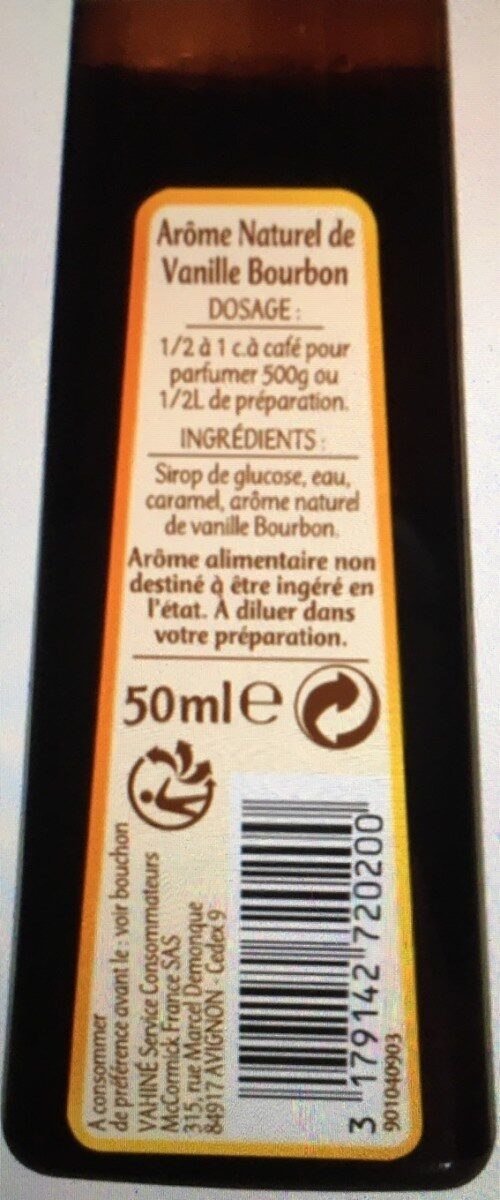 Arôme Naturel de
Vanille Bourbon
DOSAGE :
1/2 à 1 c.à café pour
parfumer 500g ou
1/2L de préparation.
INGRÉDIENTS :
Sirop de glucose, eau,
caramel, arôme naturel
de vanille Bourbon.
Arôme alimentaire non
destiné à être ingéré en
l'état. À diluer dans
votre préparation.
50mle
A consommer
de préférence avant le : voir bouchon
VAHINÉ Service Consommateurs
McCormick France SAS
315, rue Marcel Demonque
84917 AVIGNON - Cedex 9
3 179142 720200
901040903